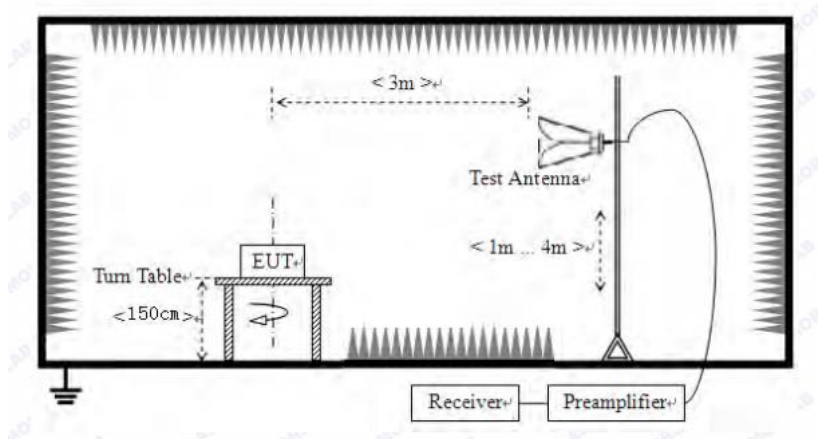 < 3m >↵
Test Antenna↵
< 1m ... 4m >↵
EUT↵
Turn Table↵
<150cm>↵
Receiver↵
Preamplifier↵